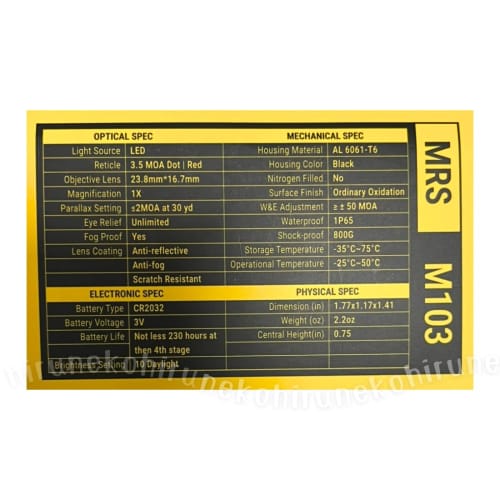 OPTICAL SPEC
Light Source LED
Reticle 3.5 MOA Dot | Red
Objective Lens 23.8mm*16.7mm
Magnification 1X
Parallax Setting ±2MOA at 30 yd
Eye Relief Unlimited
Fog Proof Yes
Lens Coating Anti-reflective
Anti-fog
Scratch Resistant
MECHANICAL SPEC
Housing Material AL 6061-T6
Housing Color Black
Nitrogen Filled No
Surface Finish Ordinary Oxidation
W&E Adjustment ≥ ± 50 MOA
Waterproof 1P65
Shock-proof 800G
Storage Temperature -35°C~75°C
Operational Temperature -25°C~50°C
ELECTRONIC SPEC
Battery Type CR2032
Battery Voltage 3V
Battery Life Not less 230 hours at
then 4th stage
Brightness Setting 10 Daylight
PHYSICAL SPEC
Dimension (in) 1.77x1.17x1.41
Weight (oz) 2.2oz
Central Height(in) 0.75
MRS M103
hirunekohirunekohirune